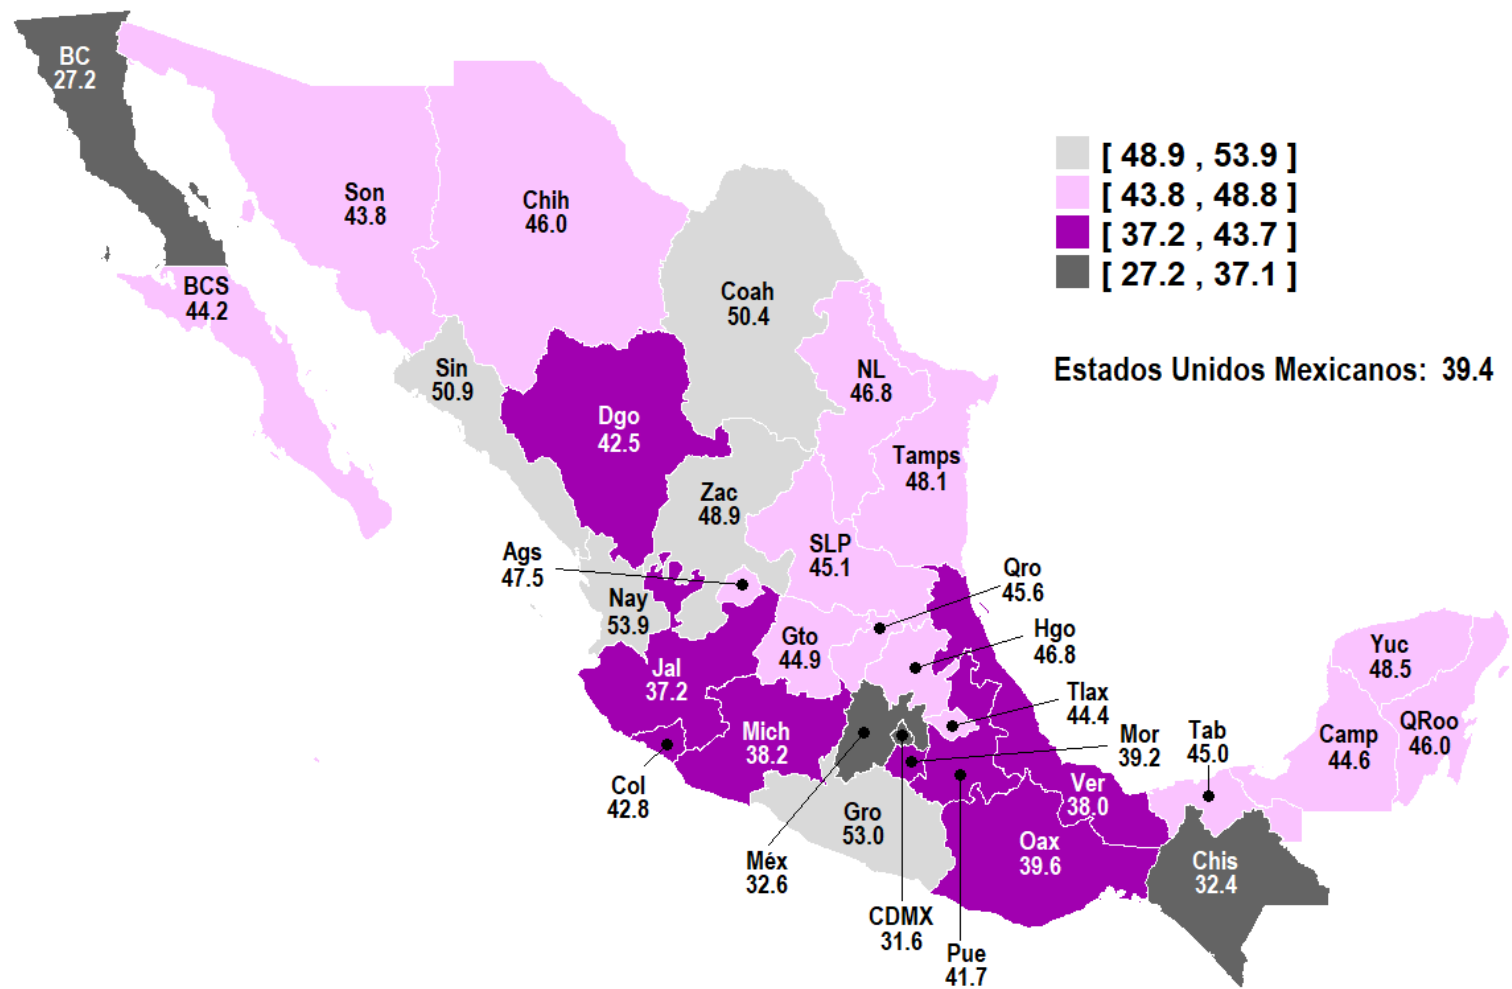 BC
27.2
Son
43.8
Chih
46.0
BCS
44.2
Coah
50.4
Sin
50.9
NL
46.8
Dgo
42.5
Tamps
48.1
Zac
48.9
SLP
45.1
Ags
47.5
Nay
53.9
Qro
45.6
Gto
44.9
Hgo
46.8
Jal
37.2
Tlax
44.4
Mich
38.2
Mor
39.2
Tab
45.0
Yuc
48.5
QRoo
46.0
Camp
44.6
Col
42.8
Ver
38.0
Gro
53.0
Oax
39.6
Méx
32.6
Chis
32.4
CDMX
31.6
Pue
41.7
[ 48.9 , 53.9 ]
[ 43.8 , 48.8 ]
[ 37.2 , 43.7 ]
[ 27.2 , 37.1 ]
Estados Unidos Mexicanos: 39.4